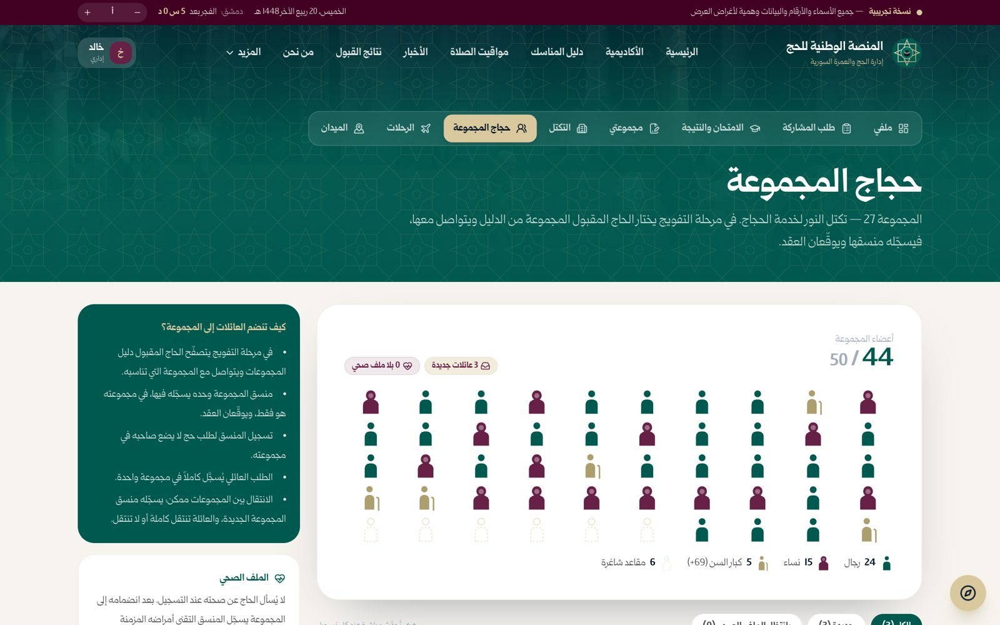 نسخة تجريبية — جميع الأسماء والأرقام والبيانات وهمية لأغراض العرض
الخميس، 20 ربيع الآخر 1448 هـ
دمشق: الفجر بعد 5 س 0 د
− أ +
المنصة الوطنية للحج
إدارة الحج والعمرة السورية
الرئيسية
الأكاديمية
دليل المناسك
مواقيت الصلاة
الأخبار
نتائج القبول
من نحن
المزيد
خ
خالد
إداري
ملفي
طلب المشاركة
الامتحان والنتيجة
مجموعتي
التكتل
حجاج المجموعة
الرحلات
الميدان
حجاج المجموعة
المجموعة 27 — تكتل النور لخدمة الحجاج. في مرحلة التفويج يختار الحاج المقبول المجموعة من الدليل ويتواصل معها،
فيسجّله منسقها ويوقّعان العقد.
أعضاء المجموعة
44 / 50
3 عائلات جديدة
0 بلا ملف صحي
24 رجال
15 نساء
5 كبار السن (69+)
6 مقاعد شاغرة
كيف تنضم العائلات إلى المجموعة؟
• في مرحلة التفويج يتصفّح الحاج المقبول دليل
المجموعات ويتواصل مع المجموعة التي تناسبه.
• منسق المجموعة وحده يسجّله فيها، في مجموعته
هو فقط، ويوقّعان العقد.
• تسجيل المنسق لطلب حج لا يضع صاحبه في
مجموعته.
• الطلب العائلي يُسجَّل كاملاً في مجموعة واحدة.
• الانتقال بين المجموعات ممكن: يسجّله منسق
المجموعة الجديدة، والعائلة تنتقل كاملة أو لا تنتقل.
الملف الصحي
لا يُسأل الحاج عن صحته عند التسجيل. بعد انضمامه إلى
المجموعة يسجّل المنسق التقني أمراضه المزمنة
الكل (3)
جديدة (3)